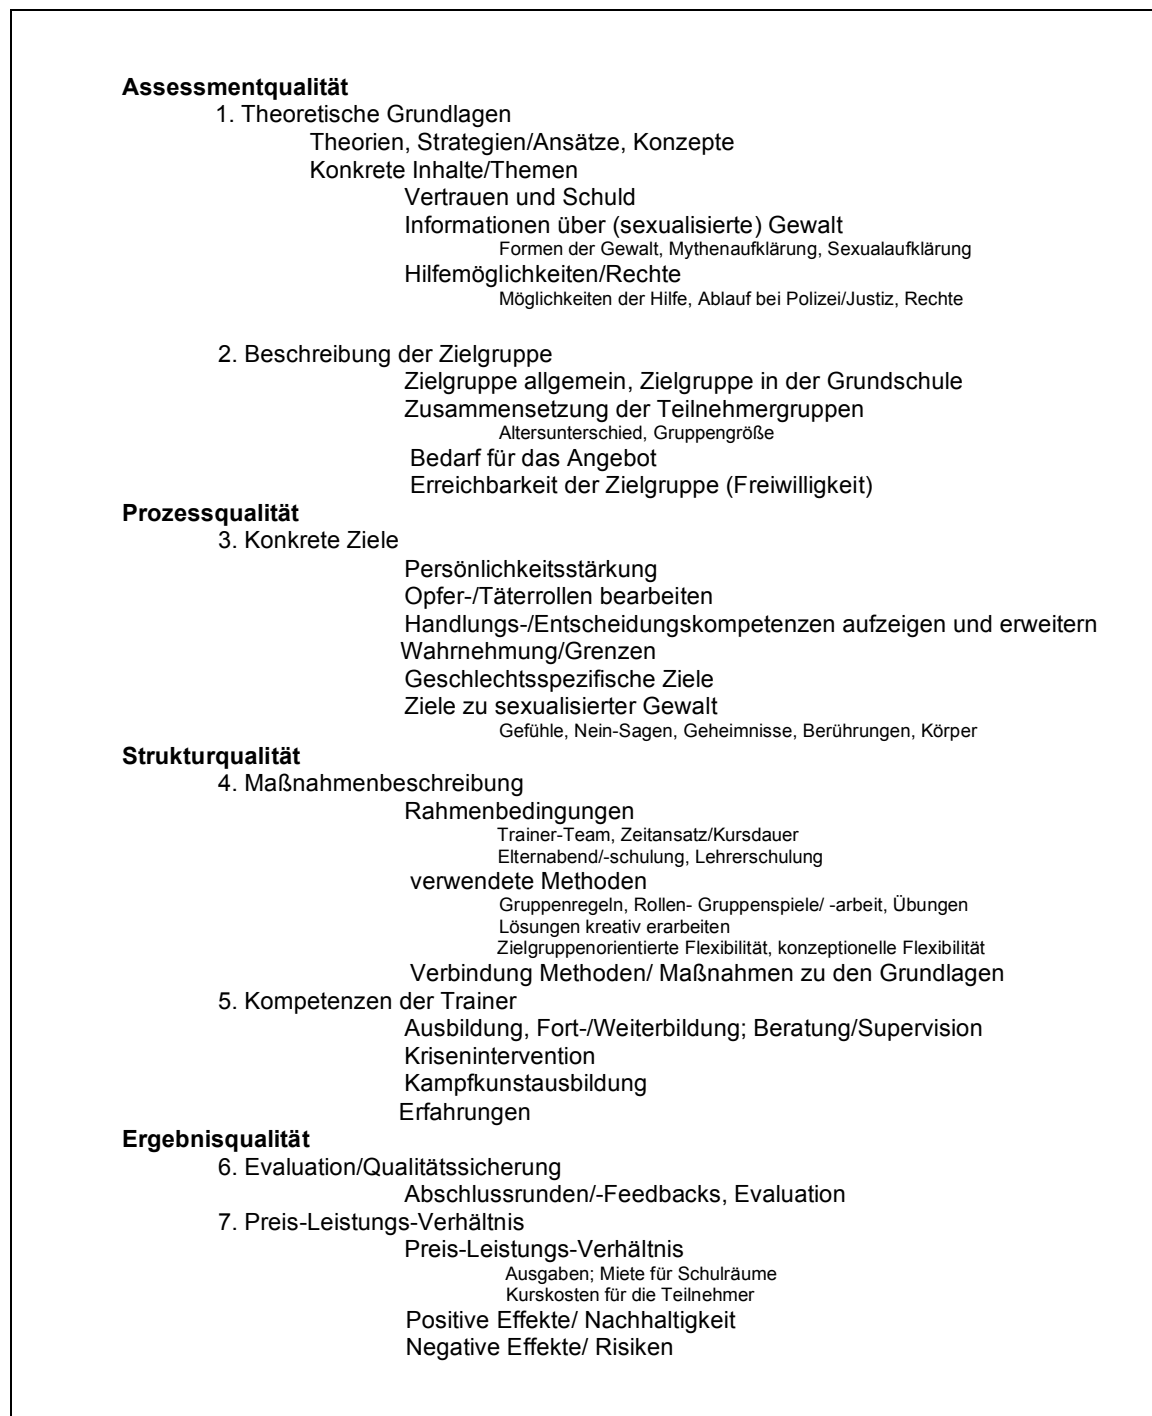 Assessmentqualität
1. Theoretische Grundlagen
Theorien, Strategien/Ansätze, Konzepte
Konkrete Inhalte/Themen
Vertrauen und Schuld
Informationen über (sexualisierte) Gewalt
Formen der Gewalt, Mythenaufklärung, Sexualaufklärung
Hilfemöglichkeiten/Rechte
Möglichkeiten der Hilfe, Ablauf bei Polizei/Justiz, Rechte
2. Beschreibung der Zielgruppe
Zielgruppe allgemein, Zielgruppe in der Grundschule
Zusammensetzung der Teilnehmergruppen
Altersunterschied, Gruppengröße
Bedarf für das Angebot
Erreichbarkeit der Zielgruppe (Freiwilligkeit)
Prozessqualität
3. Konkrete Ziele
Persönlichkeitsstärkung
Opfer-/Täterrollen bearbeiten
Handlungs-/Entscheidungskompetenzen aufzeigen und erweitern
Wahrnehmung/Grenzen
Geschlechtsspezifische Ziele
Ziele zu sexualisierter Gewalt
Gefühle, Nein-Sagen, Geheimnisse, Berührungen, Körper
Strukturqualität
4. Maßnahmenbeschreibung
Rahmenbedingungen
Trainer-Team, Zeitansatz/Kursdauer
Elternabend/-schulung, Lehrerschulung
verwendete Methoden
Gruppenregeln, Rollen- Gruppenspiele/ -arbeit, Übungen
Lösungen kreativ erarbeiten
Zielgruppenorientierte Flexibilität, konzeptionelle Flexibilität
Verbindung Methoden/ Maßnahmen zu den Grundlagen
5. Kompetenzen der Trainer
Ausbildung, Fort-/Weiterbildung; Beratung/Supervision
Krisenintervention
Kampfkunstausbildung
Erfahrungen
Ergebnisqualität
6. Evaluation/Qualitätssicherung
Abschlussrunden/-Feedbacks, Evaluation
7. Preis-Leistungs-Verhältnis
Preis-Leistungs-Verhältnis
Ausgaben; Miete für Schulräume
Kurskosten für die Teilnehmer
Positive Effekte/ Nachhaltigkeit
Negative Effekte/ Risiken